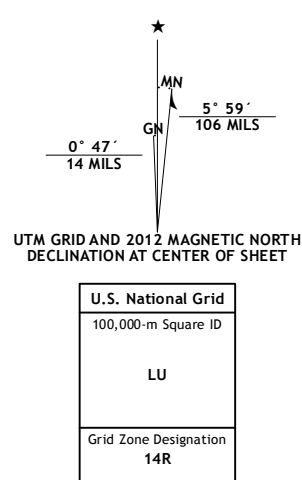 MN
5° 59´
106 MILS
GN
0° 47´
14 MILS
UTM GRID AND 2012 MAGNETIC NORTH
DECLINATION AT CENTER OF SHEET
U.S. National Grid
100,000-m Square ID
LU
Grid Zone Designation
14R